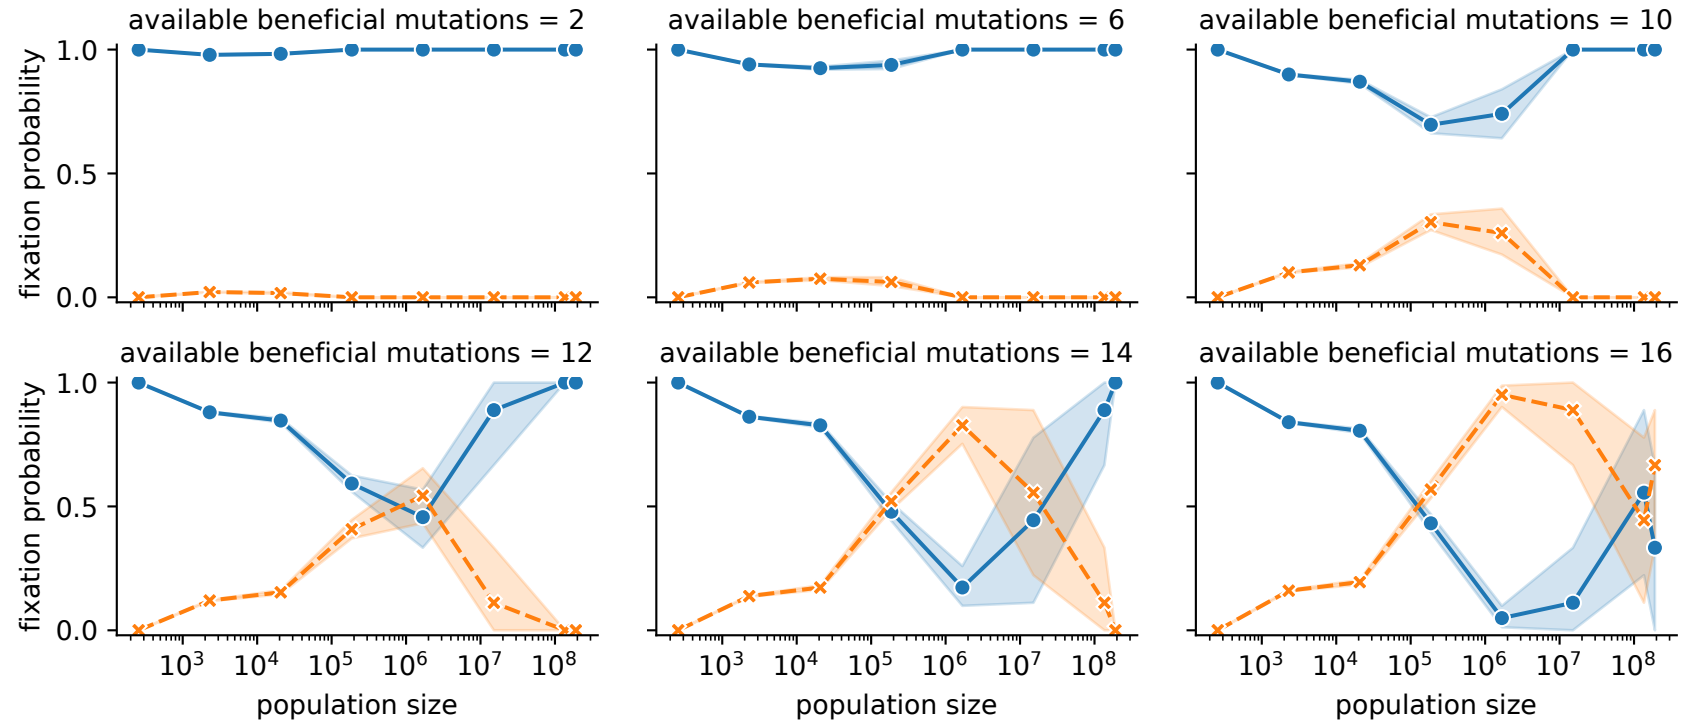 available beneficial mutations = 2
available beneficial mutations = 6
available beneficial mutations = 10
fixation probability
1.0
0.5
0.0
available beneficial mutations = 12
available beneficial mutations = 14
available beneficial mutations = 16
fixation probability
1.0
0.5
0.0
10³ 10⁴ 10⁵ 10⁶ 10⁷ 10⁸
10³ 10⁴ 10⁵ 10⁶ 10⁷ 10⁸
10³ 10⁴ 10⁵ 10⁶ 10⁷ 10⁸
population size
population size
population size